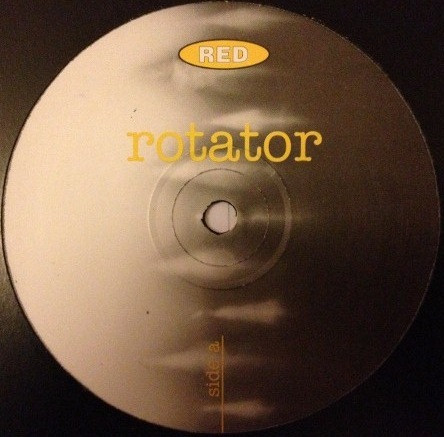 RED
rotator
side a